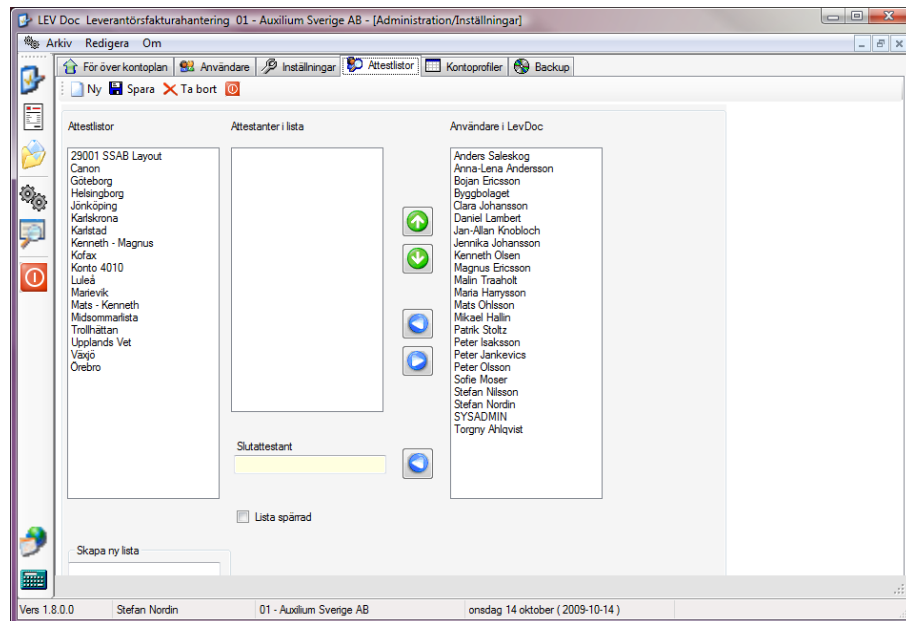 LEV Doc Leverantörsfakturahantering 01 - Auxilium Sverige AB - [Administration/Inställningar]
Arkiv Redigera Om
För över kontoplan Användare Inställningar Attestlistor Kontoprofiler Backup
Ny Spara Ta bort
Attestlistor
Attestanter i lista
Användare i LevDoc
29001 SSAB Layout
Canon
Göteborg
Helsingborg
Jönköping
Karlskrona
Karlstad
Kenneth - Magnus
Kofax
Konto 4010
Luleå
Marievik
Mats - Kenneth
Midsommarlista
Trollhättan
Upplands Vet
Växjö
Örebro
Anders Saleskog
Anna-Lena Andersson
Bojan Ericsson
Byggbolaget
Clara Johansson
Daniel Lambert
Jan-Allan Knobloch
Jennika Johansson
Kenneth Olsen
Magnus Ericsson
Malin Traaholt
Maria Harrysson
Mats Ohlsson
Mikael Hallin
Patrik Stoltz
Peter Isaksson
Peter Jankevics
Peter Olsson
Sofie Moser
Stefan Nilsson
Stefan Nordin
SYSADMIN
Torgny Ahlqvist
Slutattestant
Lista spärrad
Skapa ny lista
Vers 1.8.0.0 Stefan Nordin 01 - Auxilium Sverige AB onsdag 14 oktober ( 2009-10-14 )